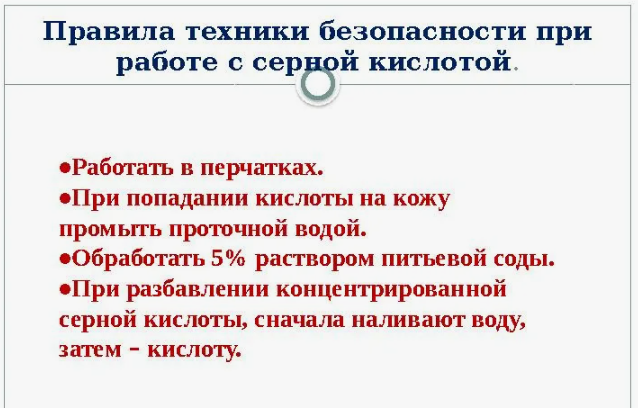 Правила техники безопасности при
работе с серной кислотой.
●Работать в перчатках.
●При попадании кислоты на кожу
промыть проточной водой.
●Обработать 5% раствором питьевой соды.
●При разбавлении концентрированной
серной кислоты, сначала наливают воду,
затем – кислоту.